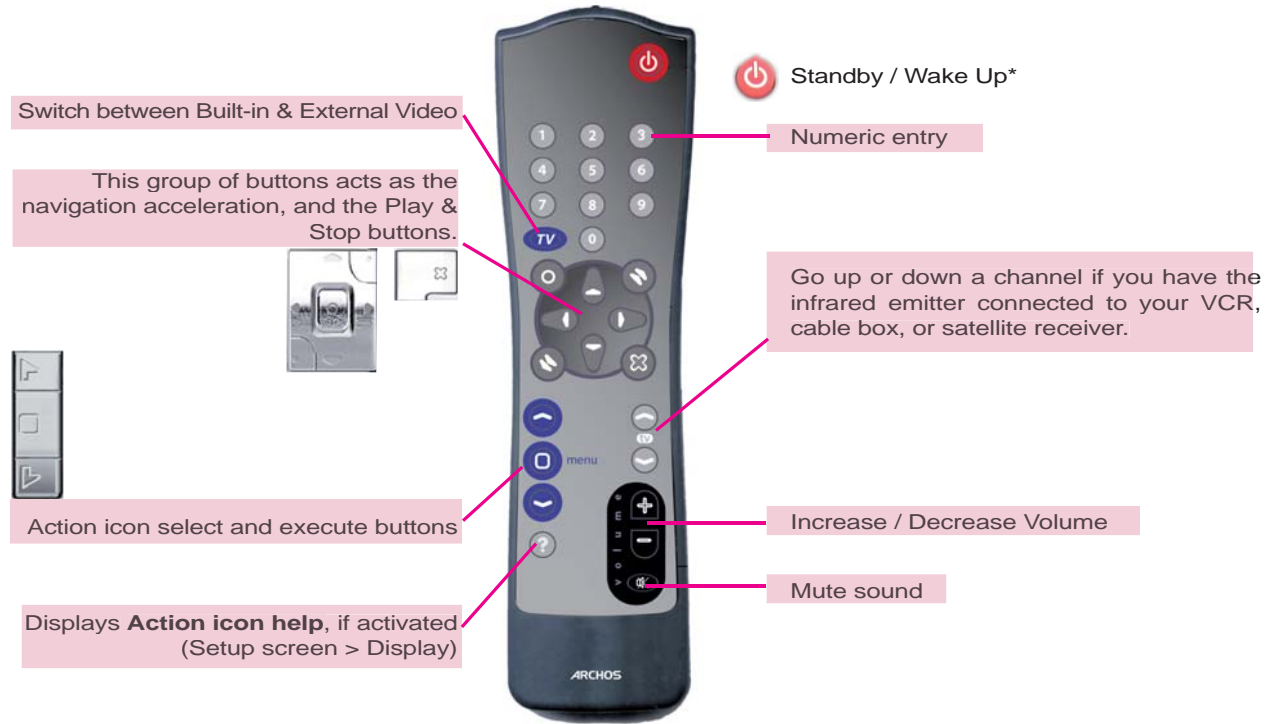 Standby / Wake Up*
Switch between Built-in & External Video
Numeric entry
1 2 3
4 5 6
7 8 9
TV 0
This group of buttons acts as the
navigation acceleration, and the Play &
Stop buttons.
Go up or down a channel if you have the
infrared emitter connected to your VCR,
cable box, or satellite receiver.
tv
menu
Action icon select and execute buttons
volume
Increase / Decrease Volume
?
Mute sound
Displays Action icon help, if activated
(Setup screen > Display)
ARCHOS